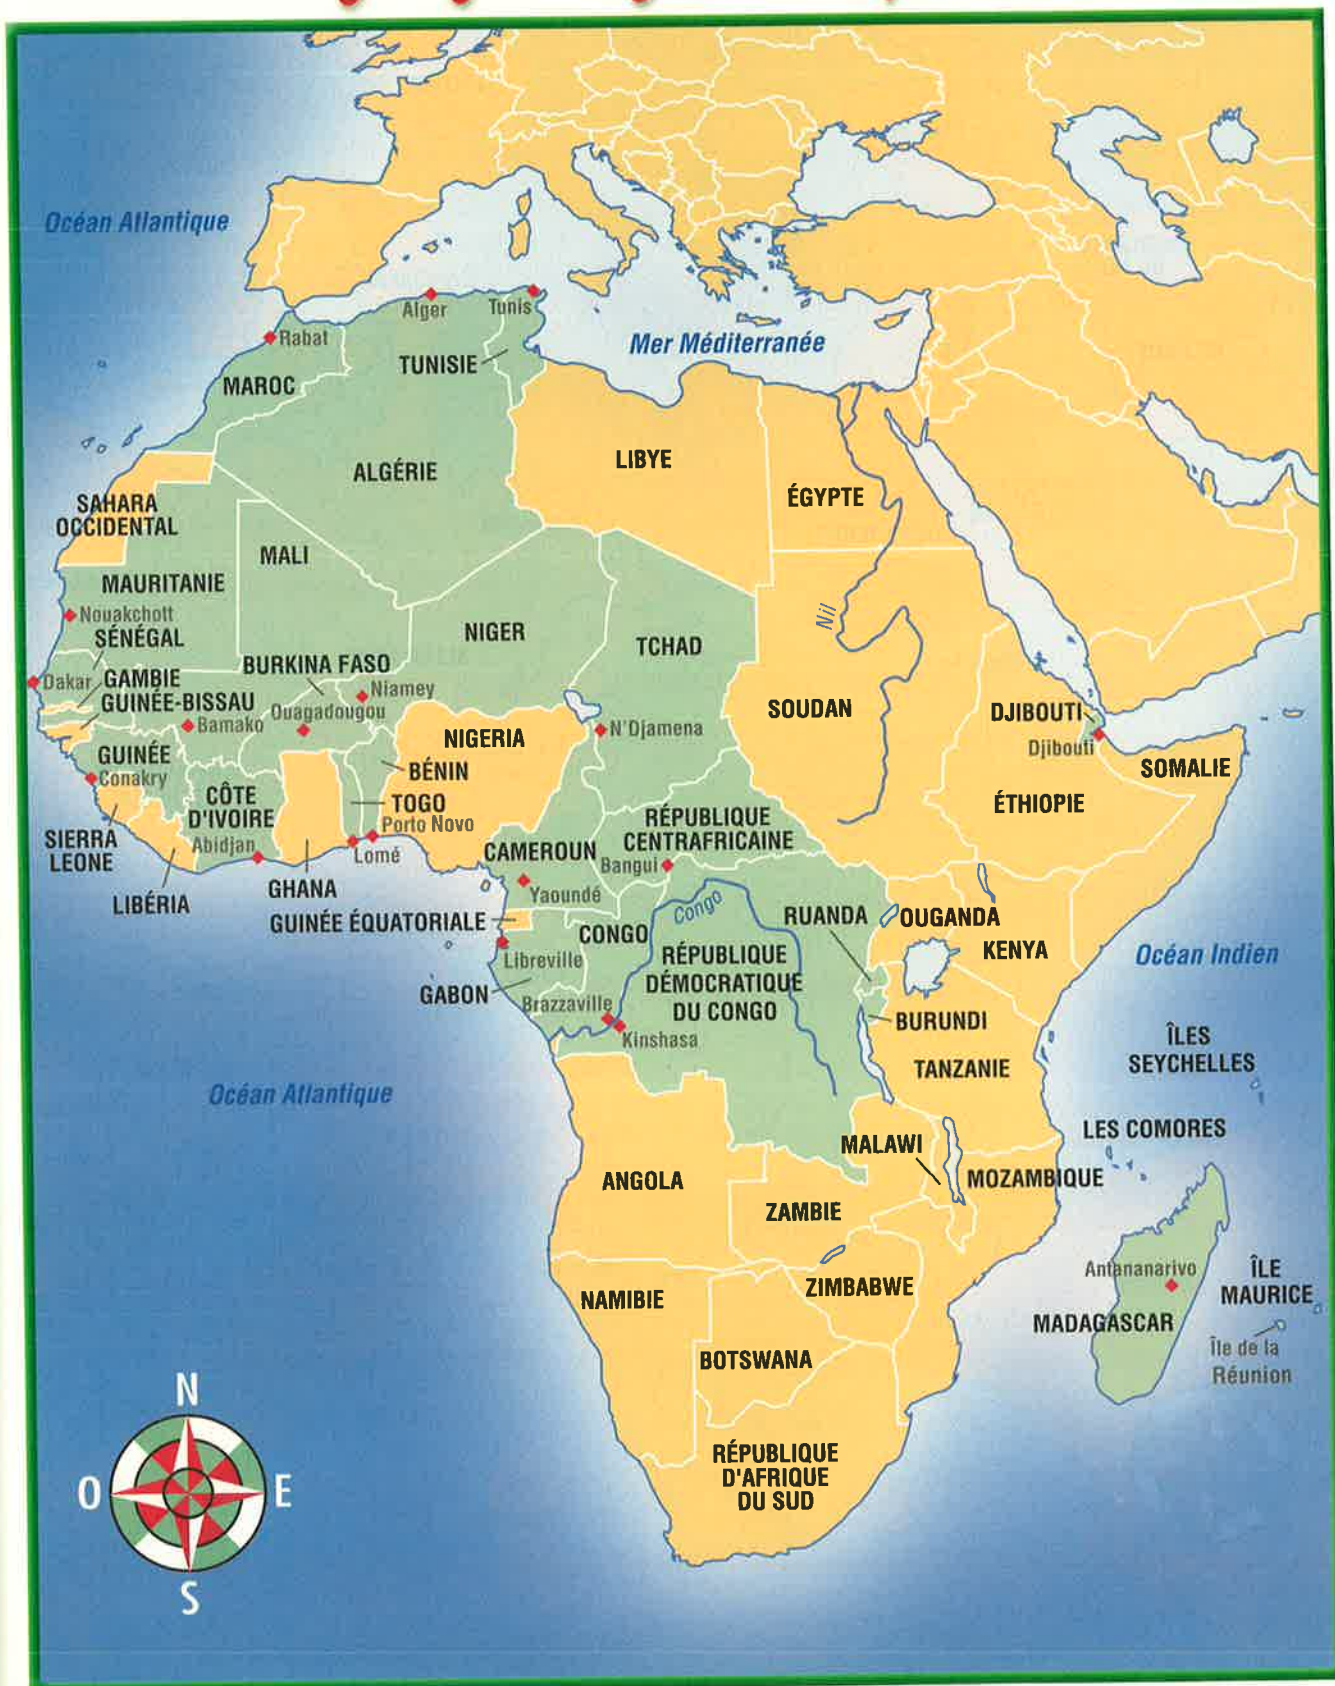 Océan Atlantique
Alger
Tunis
Rabat
Mer Méditerranée
TUNISIE
MAROC
LIBYE
ALGÉRIE
ÉGYPTE
SAHARA
OCCIDENTAL
MALI
MAURITANIE
Nouakchott
Nil
NIGER
SÉNÉGAL
TCHAD
BURKINA FASO
Dakar
GAMBIE
Niamey
GUINÉE-BISSAU
Ouagadougou
SOUDAN
DJIBOUTI
Bamako
N'Djamena
NIGERIA
Djibouti
GUINÉE
SOMALIE
BÉNIN
Conakry
CÔTE
D'IVOIRE
TOGO
ÉTHIOPIE
Porto Novo
RÉPUBLIQUE
CENTRAFRICAINE
SIERRA
LEONE
Abidjan
Lomé
CAMEROUN
Bangui
GHANA
Yaoundé
LIBÉRIA
Congo
GUINÉE ÉQUATORIALE
RUANDA
OUGANDA
CONGO
KENYA
Océan Indien
Libreville
RÉPUBLIQUE
DÉMOCRATIQUE
DU CONGO
GABON
Brazzaville
BURUNDI
Kinshasa
ÎLES
SEYCHELLES
TANZANIE
Océan Atlantique
LES COMORES
MALAWI
ANGOLA
MOZAMBIQUE
ZAMBIE
Antananarivo
ÎLE
MAURICE
ZIMBABWE
NAMIBIE
MADAGASCAR
Île de la
Réunion
BOTSWANA
N
O
E
S
RÉPUBLIQUE
D'AFRIQUE
DU SUD